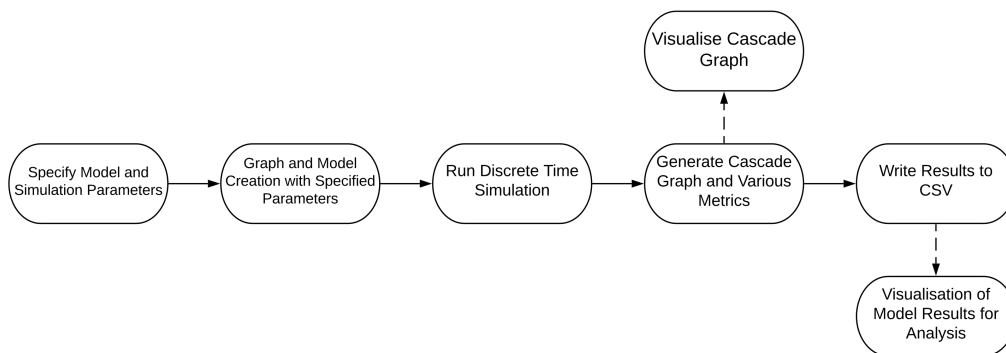 Visualise Cascade
Graph
Specify Model and
Simulation Parameters
Graph and Model
Creation with Specified
Parameters
Run Discrete Time
Simulation
Generate Cascade
Graph and Various
Metrics
Write Results to
CSV
Visualisation of
Model Results for
Analysis